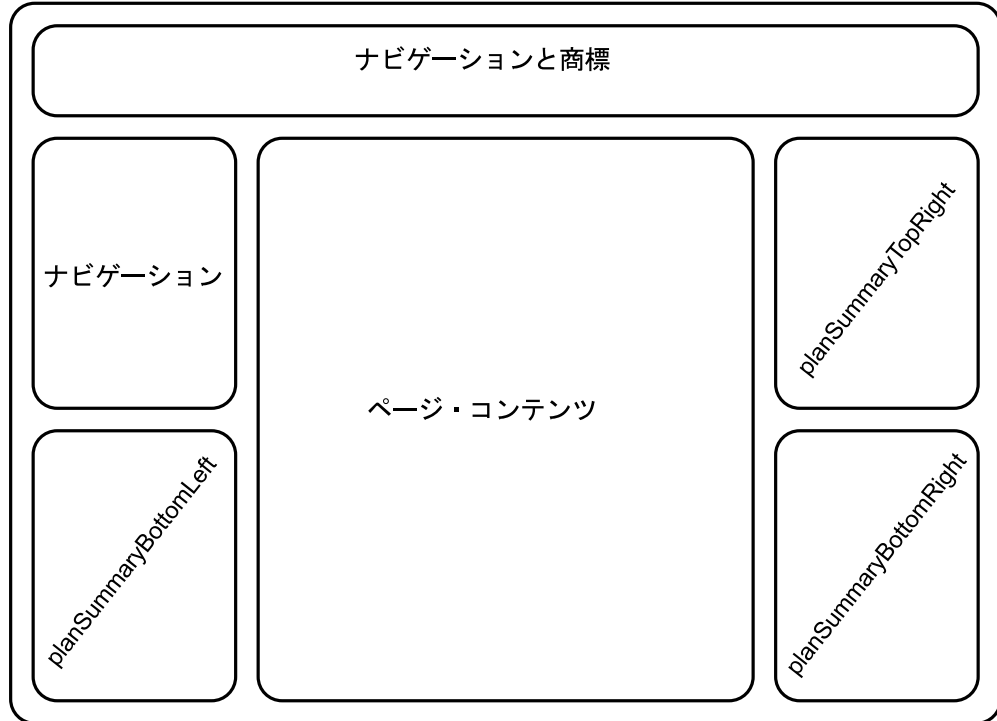 ナビゲーションと商標
ナビゲーション
planSummaryBottomLeft
ページ・コンテンツ
planSummaryTopRight
planSummaryBottomRight